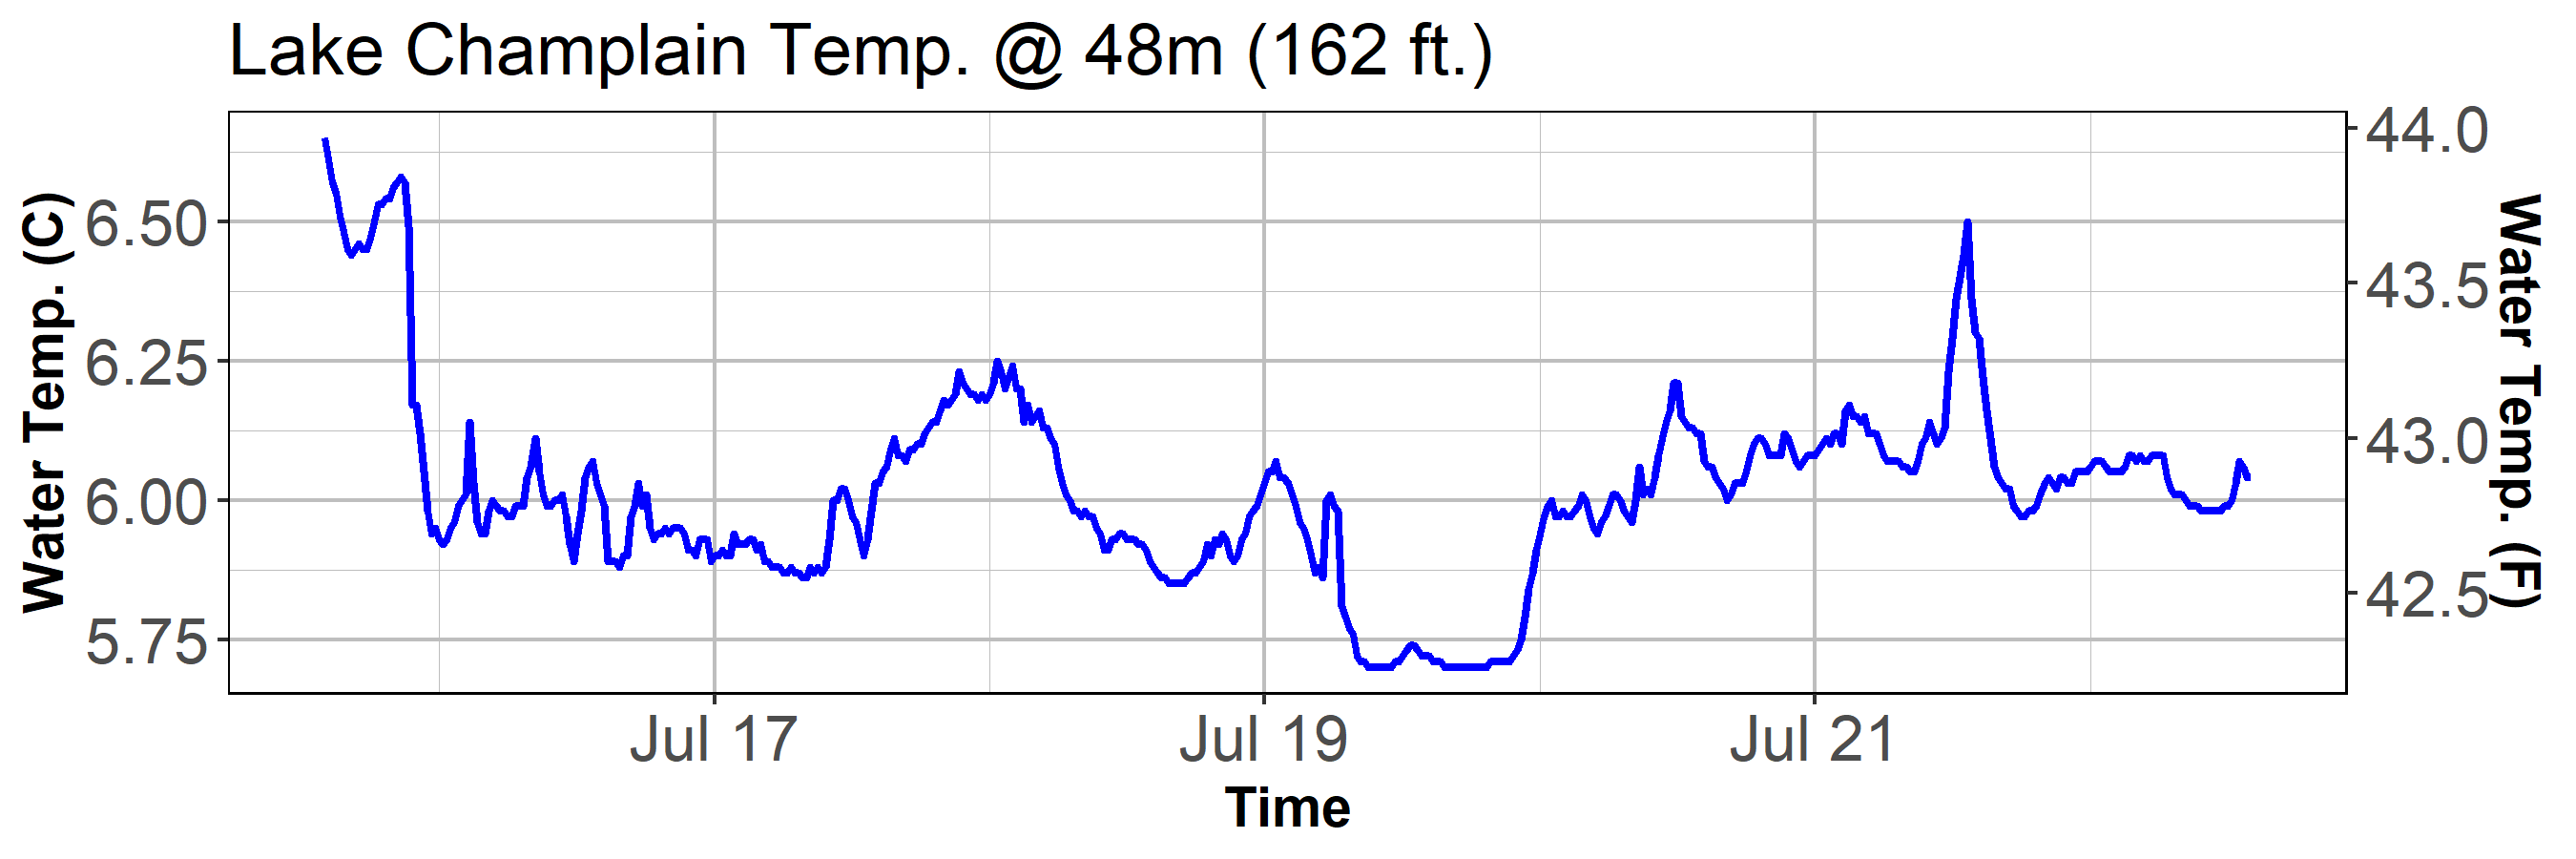 Lake Champlain Temp. @ 48m (162 ft.)
Water Temp. (C)
6.50
6.25
6.00
5.75
44.0
43.5
43.0
42.5
Water Temp. (F)
Jul 17
Jul 19
Jul 21
Time